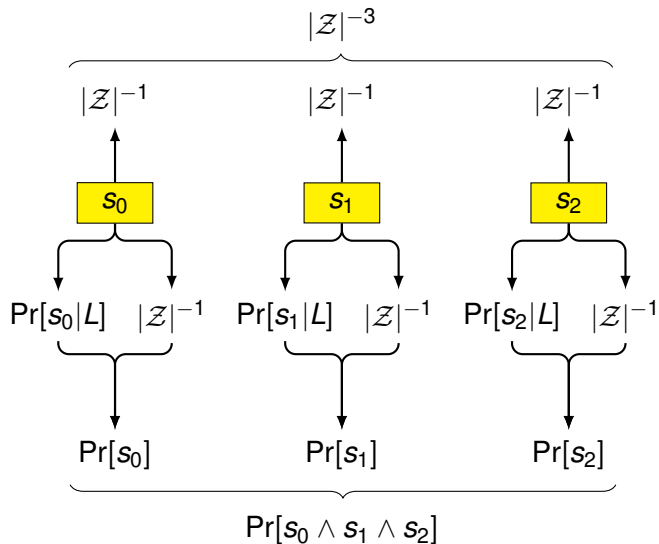 |𝒵|⁻³
|𝒵|⁻¹ |𝒵|⁻¹ |𝒵|⁻¹
s₀ s₁ s₂
Pr[s₀|L] |𝒵|⁻¹ Pr[s₁|L] |𝒵|⁻¹ Pr[s₂|L] |𝒵|⁻¹
Pr[s₀] Pr[s₁] Pr[s₂]
Pr[s₀ ∧ s₁ ∧ s₂]